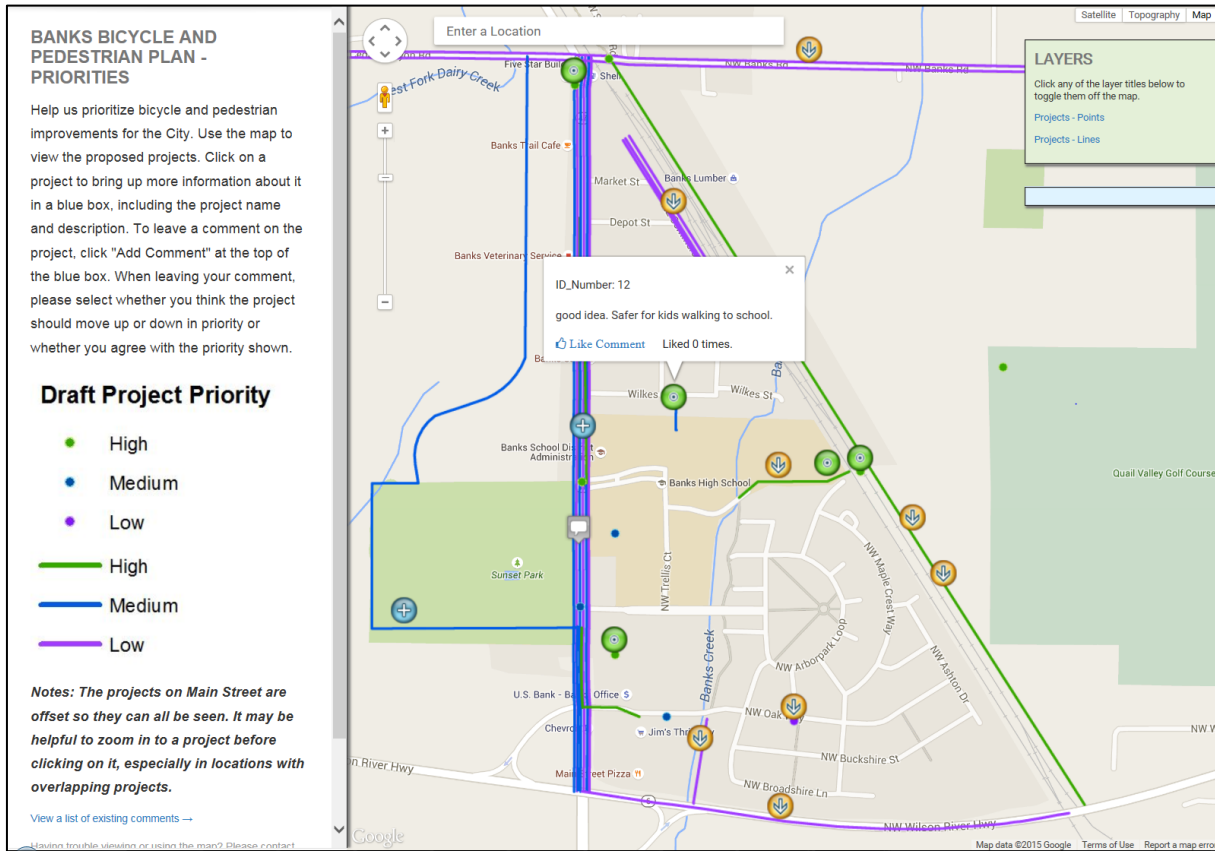 BANKS BICYCLE AND
PEDESTRIAN PLAN -
PRIORITIES
Help us prioritize bicycle and pedestrian
improvements for the City. Use the map to
view the proposed projects. Click on a
project to bring up more information about it
in a blue box, including the project name
and description. To leave a comment on the
project, click "Add Comment" at the top of
the blue box. When leaving your comment,
please select whether you think the project
should move up or down in priority or
whether you agree with the priority shown.
Draft Project Priority
High
Medium
Low
High
Medium
Low
Notes: The projects on Main Street are
offset so they can all be seen. It may be
helpful to zoom in to a project before
clicking on it, especially in locations with
overlapping projects.
View a list of existing comments →
Having trouble viewing or using the map? Please contact
Enter a Location
Satellite
Topography
Map
LAYERS
Click any of the layer titles below to
toggle them off the map.
Projects - Points
Projects - Lines
Five Star
Shell
NW Banks Rd
NW Banks Rd
Fork Dairy Creek
Banks Trail Cafe
Market St
Banks Lumber
Depot St
Banks Veterinary Service
ID_Number: 12
good idea. Safer for kids walking to school.
Like Comment
Liked 0 times.
Wilkes
Wilkes St
Banks School District
Administration
Banks High School
Quail Valley Golf Course
Sunset Park
NW Trellis Ct
NW Maple Crest Way
NW Arborpark Loop
NW Ashton Dr
Banks Creek
U.S. Bank - Office
NW Oak
Chevron
Jim's
NW Buckshire St
Main Street Pizza
NW Broadshire Ln
River Hwy
6
NW Wilson River Hwy
Google
Map data ©2015 Google
Terms of Use
Report a map error